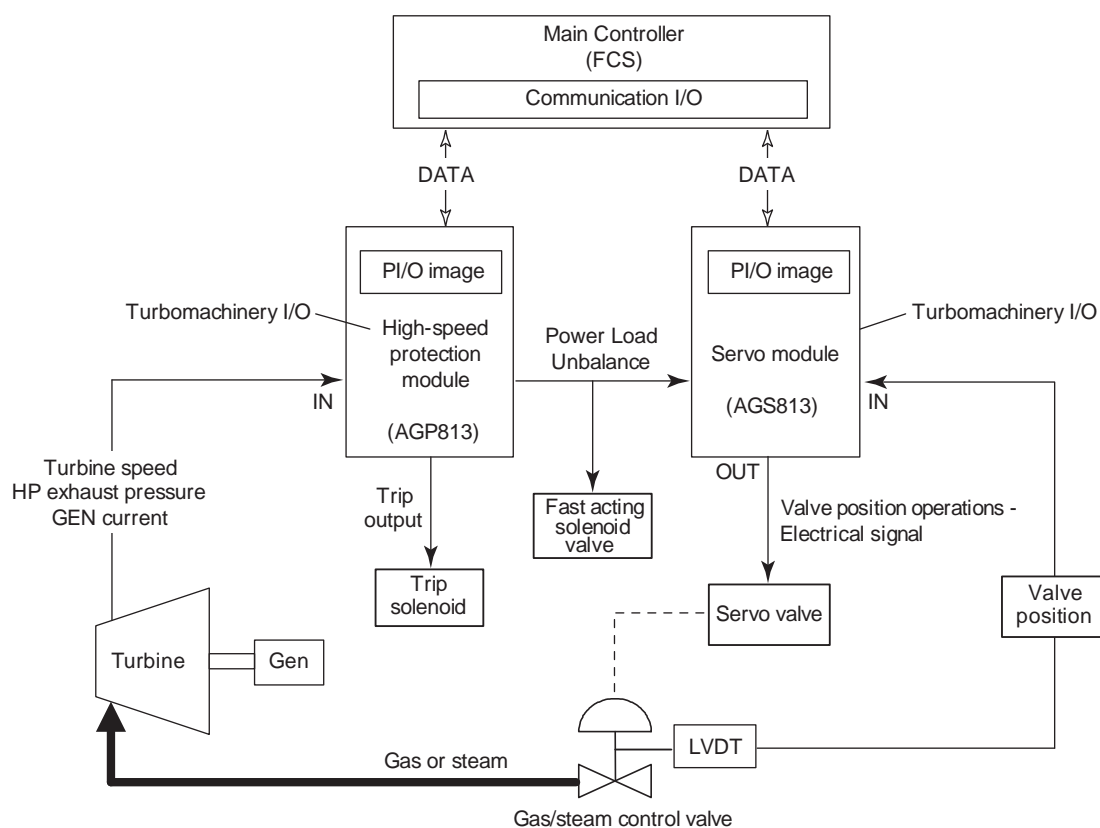 Main Controller
(FCS)
Communication I/O
DATA
DATA
PI/O image
PI/O image
Turbomachinery I/O
High-speed
protection
module
(AGP813)
Power Load
Unbalance
Servo module
(AGS813)
Turbomachinery I/O
IN
IN
Turbine speed
HP exhaust pressure
GEN current
Trip
output
OUT
Fast acting
solenoid
valve
Valve position operations -
Electrical signal
Trip
solenoid
Servo valve
Valve
position
Turbine
Gen
LVDT
Gas or steam
Gas/steam control valve